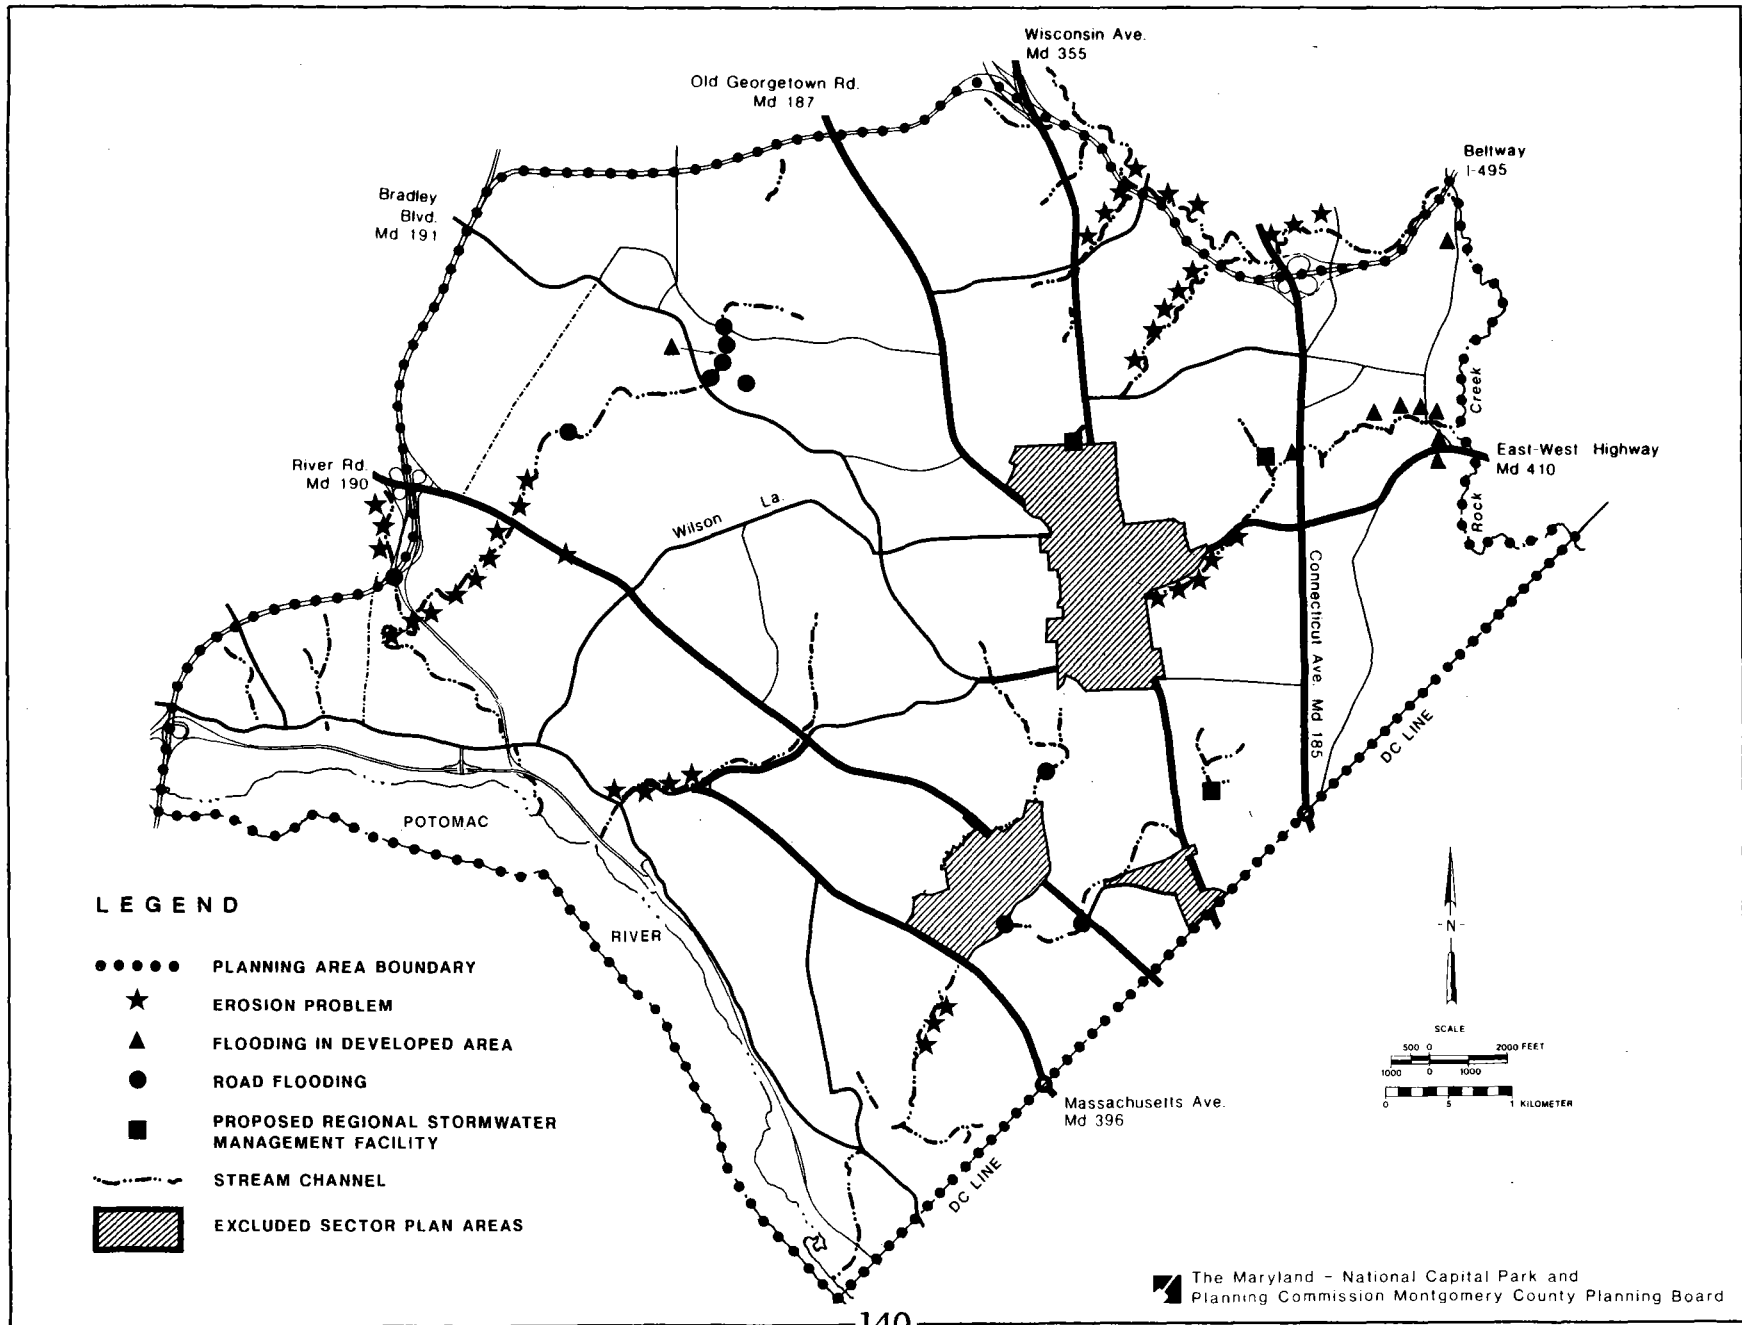 Wisconsin Ave.
Md 355
Old Georgetown Rd.
Md 187
Beltway
I-495
Bradley
Blvd.
Md 191
Creek
Rock
East-West Highway
Md 410
River Rd.
Md 190
Wilson La.
Connecticut Ave. Md 185
DC LINE
POTOMAC
RIVER
LEGEND
PLANNING AREA BOUNDARY
EROSION PROBLEM
FLOODING IN DEVELOPED AREA
ROAD FLOODING
PROPOSED REGIONAL STORMWATER
MANAGEMENT FACILITY
STREAM CHANNEL
EXCLUDED SECTOR PLAN AREAS
N
SCALE
500 0 2000 FEET
1000 0 1000
0 5 1 KILOMETER
Massachusetts Ave.
Md 396
DC LINE
The Maryland - National Capital Park and
Planning Commission Montgomery County Planning Board
140